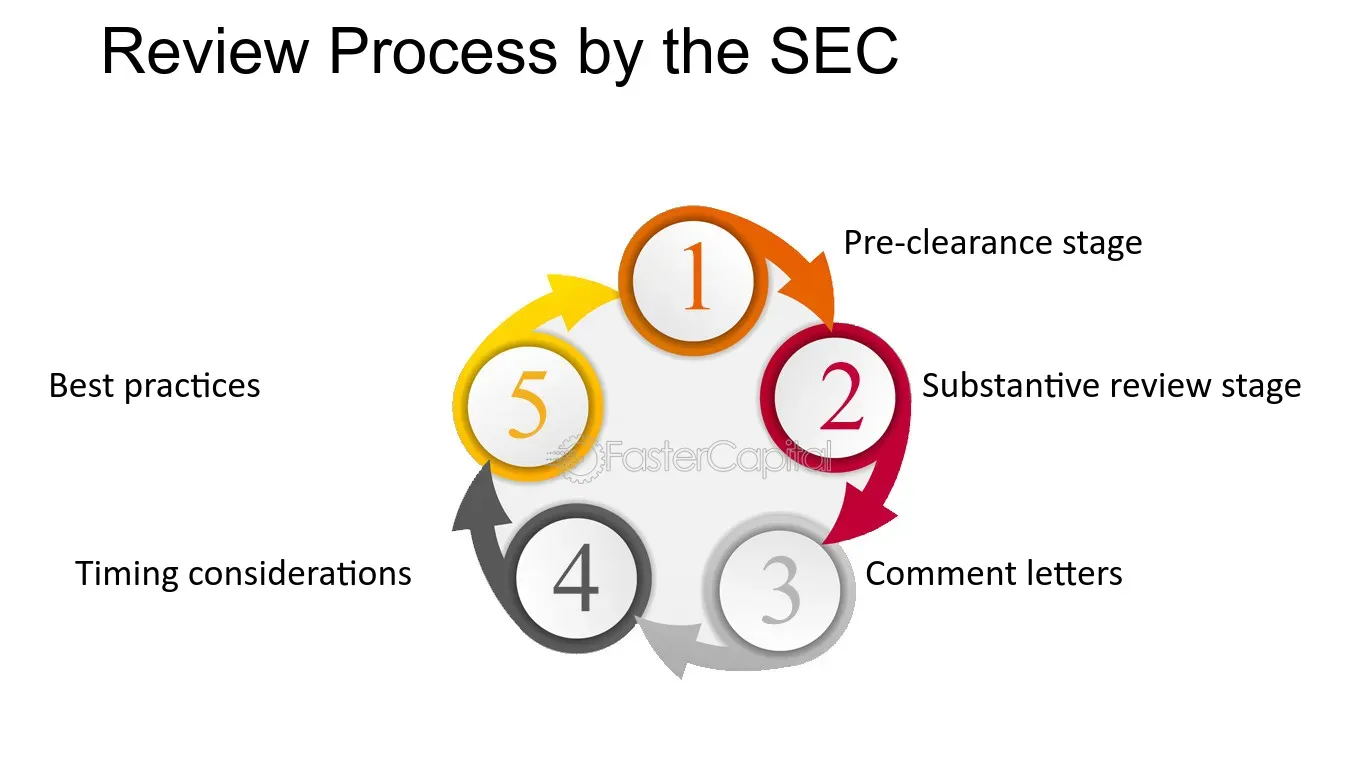 Review Process by the SEC
1
Pre-clearance stage
2
Substantive review stage
3
Comment letters
4
Timing considerations
5
Best practices
FasterCapital